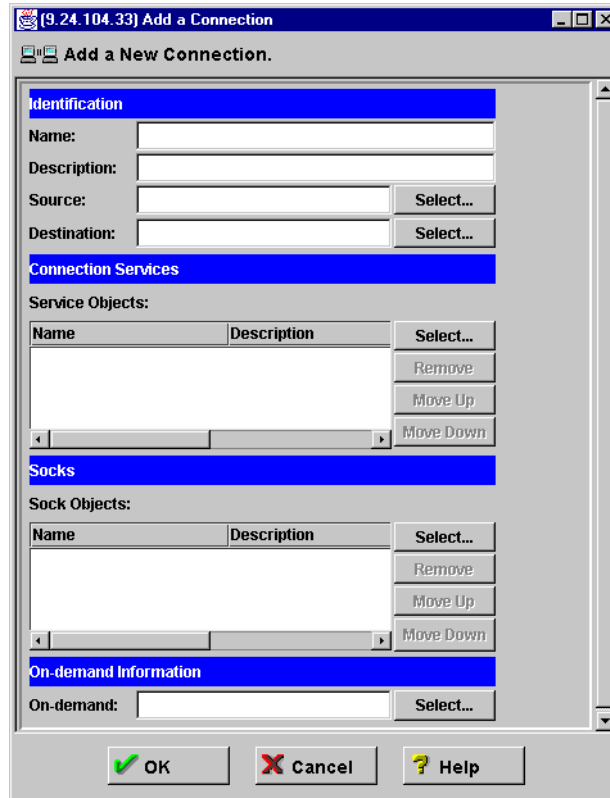 (9.24.104.33) Add a Connection
Add a New Connection.
Identification
Name:
Description:
Source: Select...
Destination: Select...
Connection Services
Service Objects:
Name Description Select...
Remove
Move Up
Move Down
Socks
Sock Objects:
Name Description Select...
Remove
Move Up
Move Down
On-demand Information
On-demand: Select...
OK Cancel Help